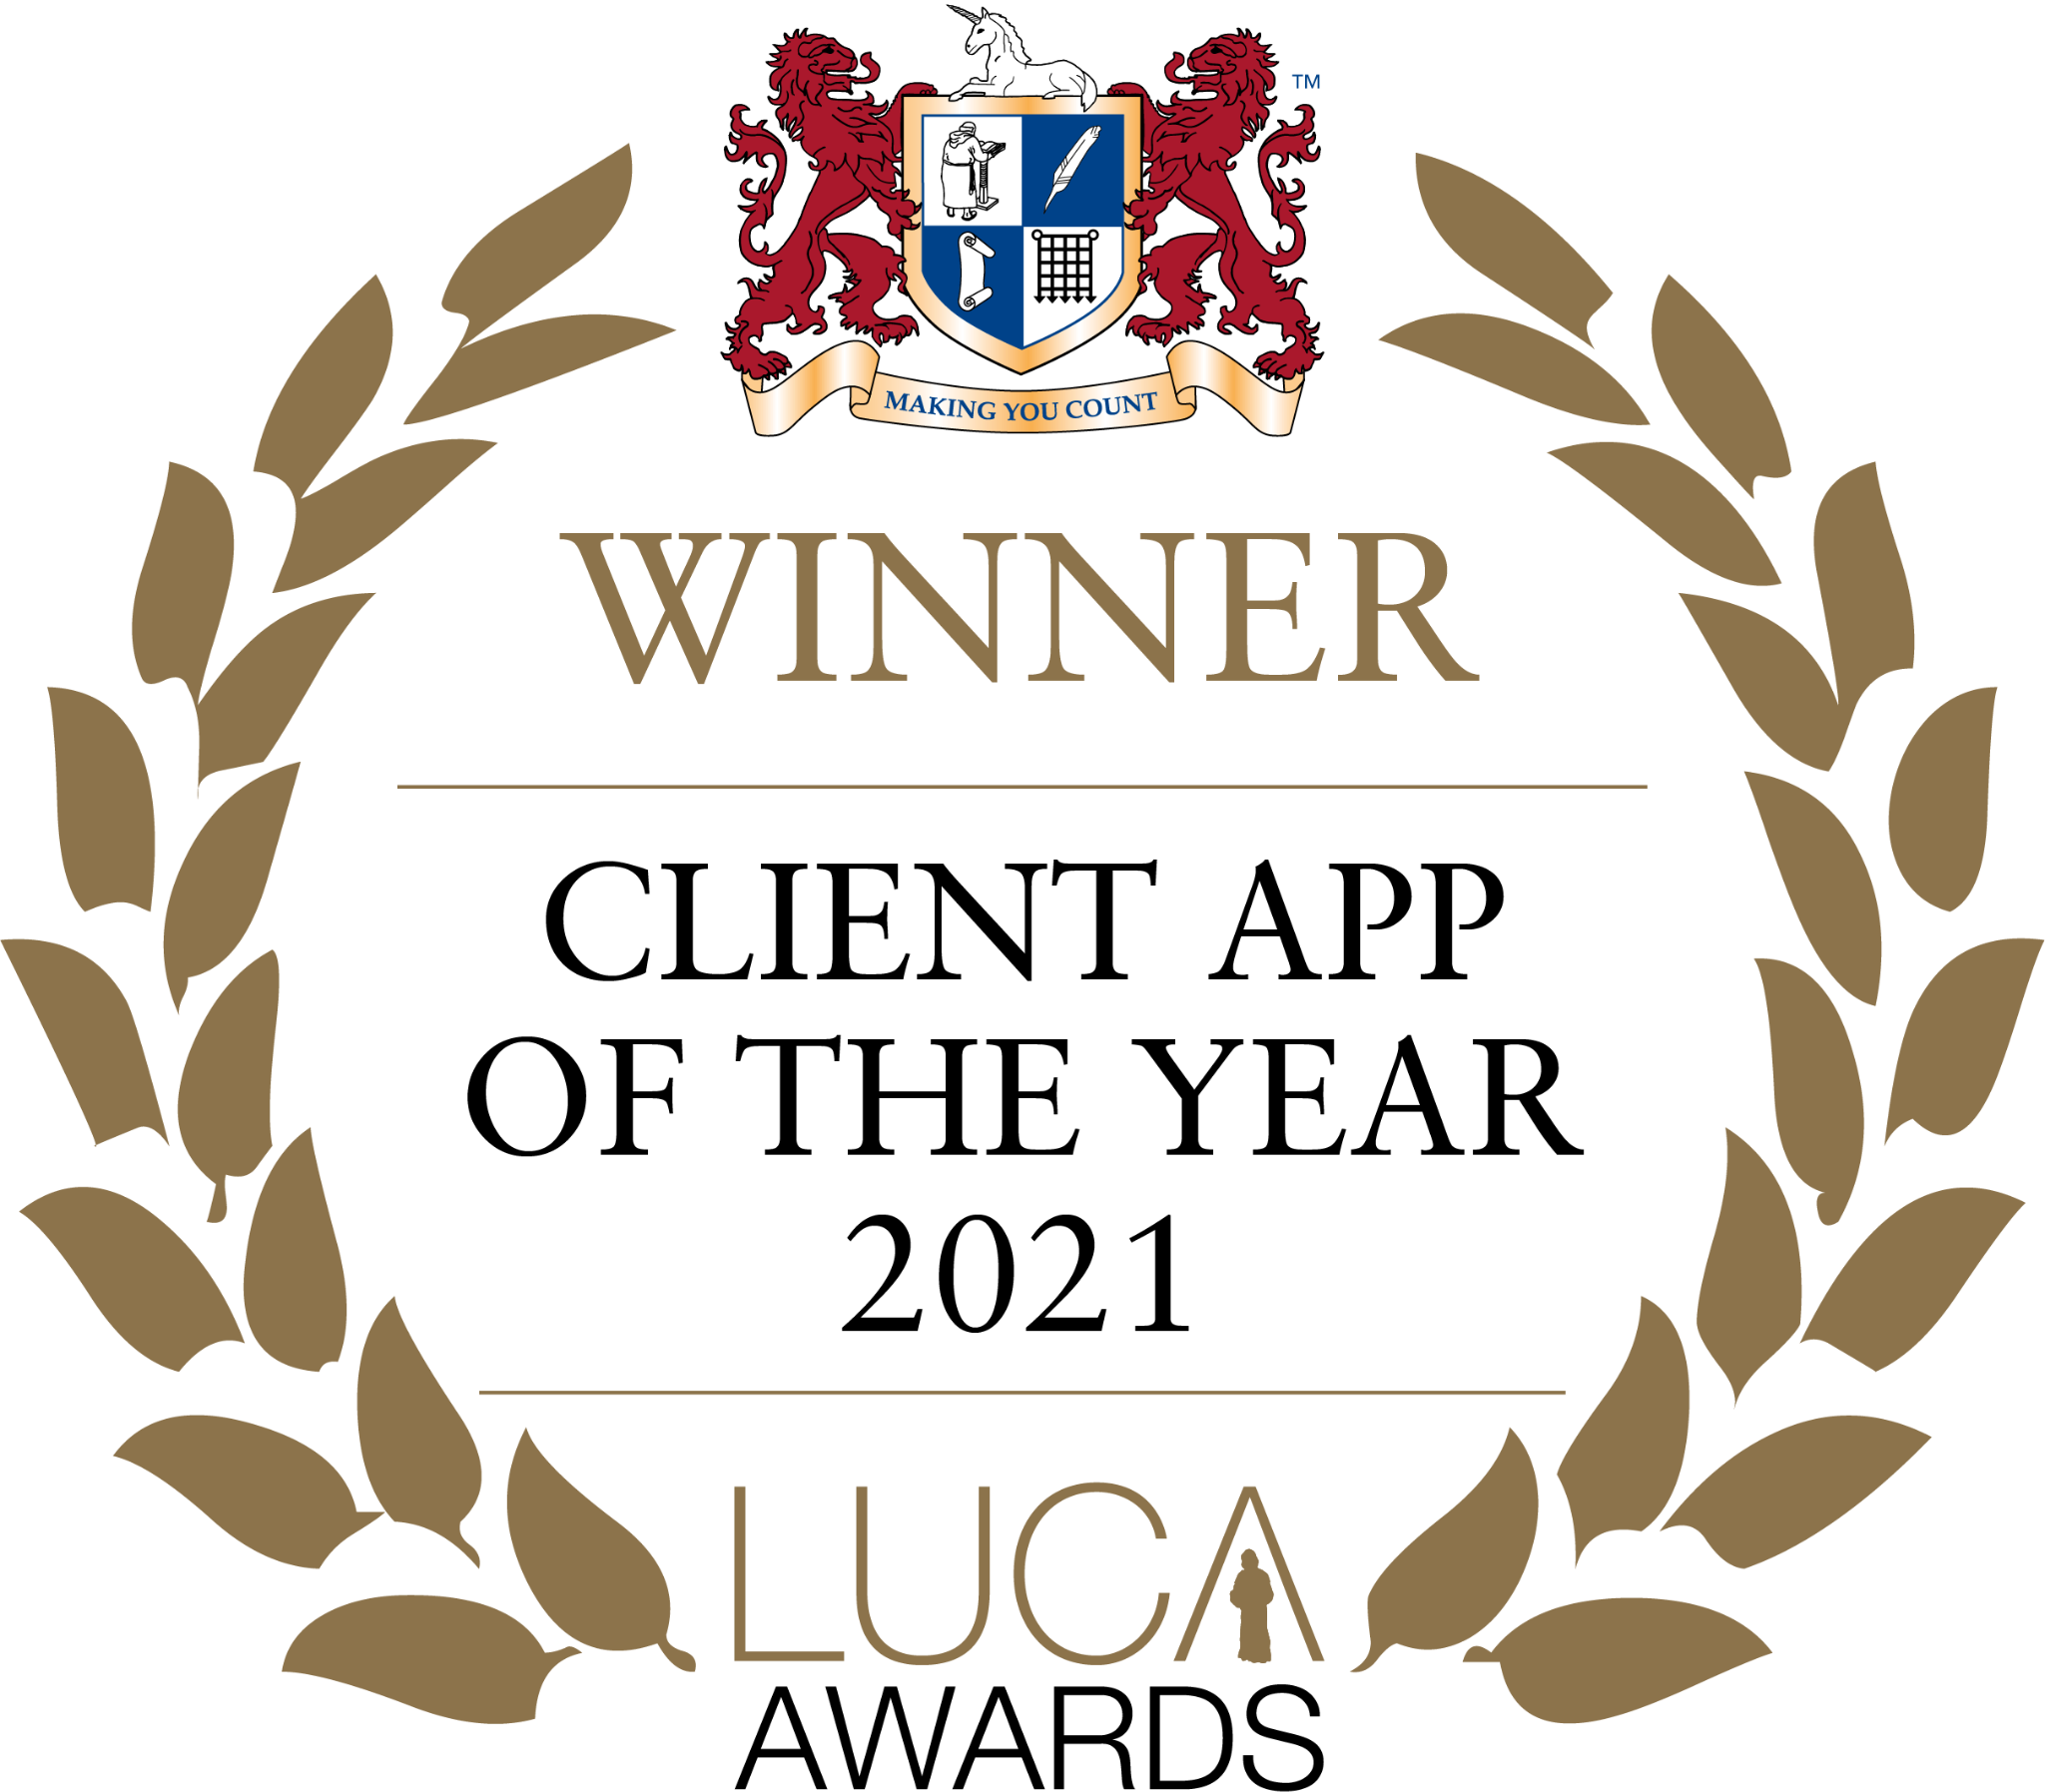 TM
MAKING YOU COUNT
WINNER
CLIENT APP
OF THE YEAR
2021
LUCA
AWARDS